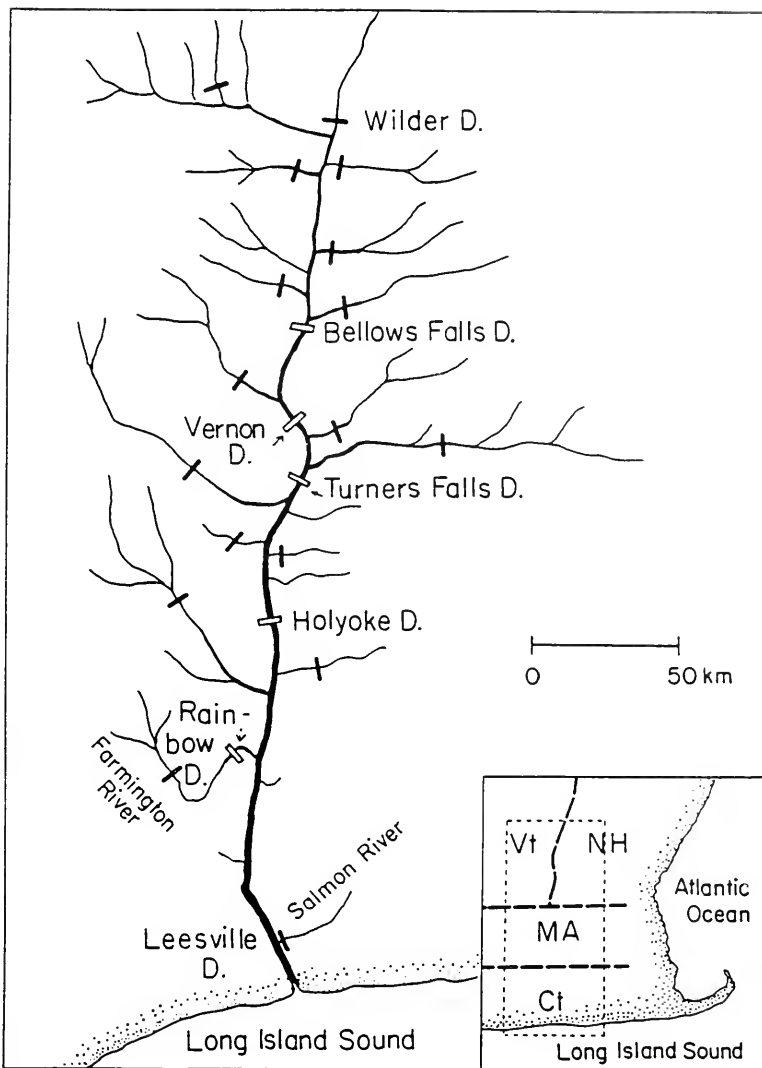 Wilder D.
Bellows Falls D.
Vernon
D.
Turners Falls D.
Holyoke D.
0 50 km
Rain-
bow
D.
Farmington
River
Salmon River
Leesville
D.
Long Island Sound
Vt NH
Atlantic
Ocean
MA
Ct
Long Island Sound